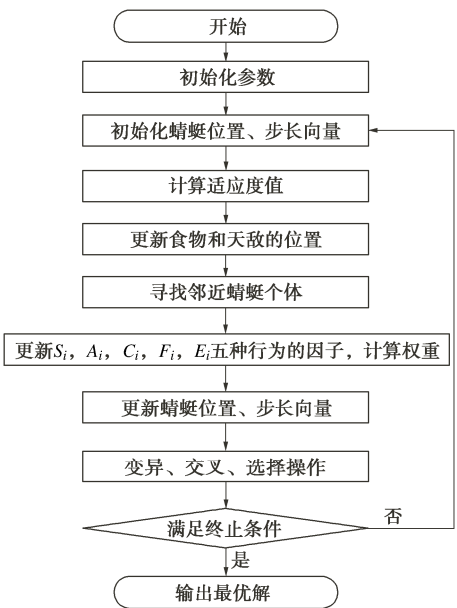 开始
初始化参数
初始化蜻蜓位置、步长向量
计算适应度值
更新食物和天敌的位置
寻找邻近蜻蜓个体
更新Si，Ai，Ci，Fi，Ei五种行为的因子，计算权重
更新蜻蜓位置、步长向量
变异、交叉、选择操作
满足终止条件
否
是
输出最优解